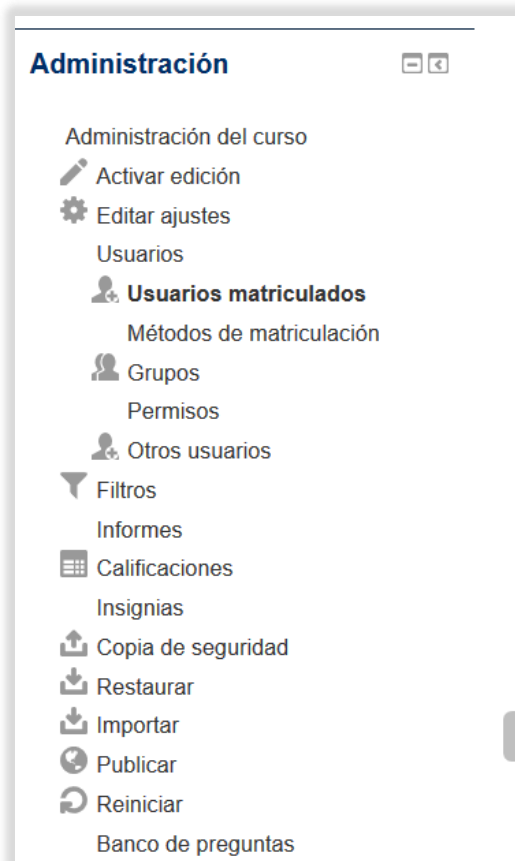 Administración
Administración del curso
Activar edición
Editar ajustes
Usuarios
Usuarios matriculados
Métodos de matriculación
Grupos
Permisos
Otros usuarios
Filtros
Informes
Calificaciones
Insignias
Copia de seguridad
Restaurar
Importar
Publicar
Reiniciar
Banco de preguntas